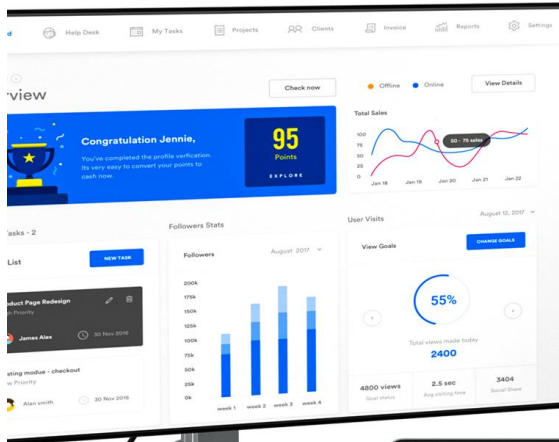 Help Desk
My Tasks
Projects
Clients
Invoice
Reports
Settings
Check now
Offline
Online
View Details
Congratulation Jennie,
You've completed the profile verfication.
Its very easy to convert your points to
cash now.
95
Points
EXPLORE
Total Sales
100
75
50
25
0
50 - 75 sales
Jan 18
Jan 19
Jan 20
Jan 21
Jan 22
Tasks - 2
List
NEW TASK
Page Redesign
Priority
James Alex
30 Nov 2016
modue - checkout
Priority
Alan smith
30 Nov 2016
Followers Stats
Followers
August 2017
200k
175k
150k
125k
100k
75k
50k
25k
0k
week 1
week 2
week 3
week 4
User Visits
August 12, 2017
View Goals
CHANGE GOALS
55%
Total views made today
2400
4800 views
Goal status
2.5 sec
Avg visiting time
3404
Social Share